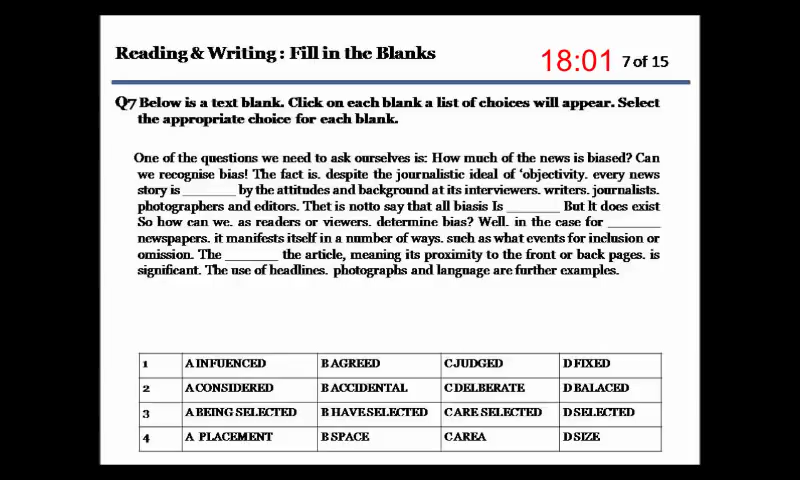 Reading & Writing : Fill in the Blanks
18:01
7 of 15
Q7 Below is a text blank. Click on each blank a list of choices will appear. Select
the appropriate choice for each blank.
One of the questions we need to ask ourselves is: How much of the news is biased? Can
we recognise bias! The fact is. despite the journalistic ideal of ‘objectivity. every news
story is ________ by the attitudes and background at its interviewers. writers. journalists.
photographers and editors. Thet is notto say that all biasis Is ________ But lt does exist
So how can we. as readers or viewers. determine bias? Well. in the case for ________
newspapers. it manifests itself in a number of ways. such as what events for inclusion or
omission. The ________ the article, meaning its proximity to the front or back pages. is
significant. The use of headlines. photographs and language are further examples.
1 A INFUENCED B AGREED C JUDGED D FIXED
2 A CONSIDERED B ACCIDENTAL C DELBERATE D BALACED
3 A BEING SELECTED B HAVE SELECTED C ARE SELECTED D SELECTED
4 A PLACEMENT B SPACE C AREA D SIZE